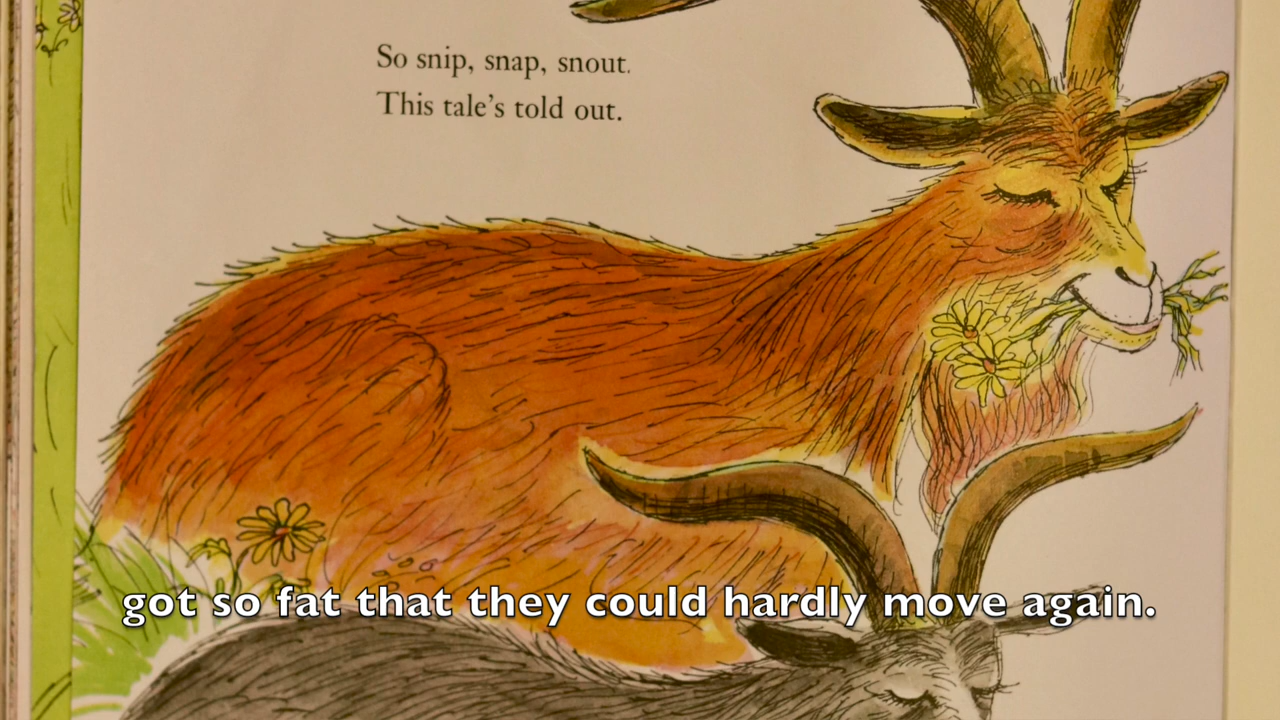 So snip, snap, snout.
This tale's told out.
got so fat that they could hardly move again.